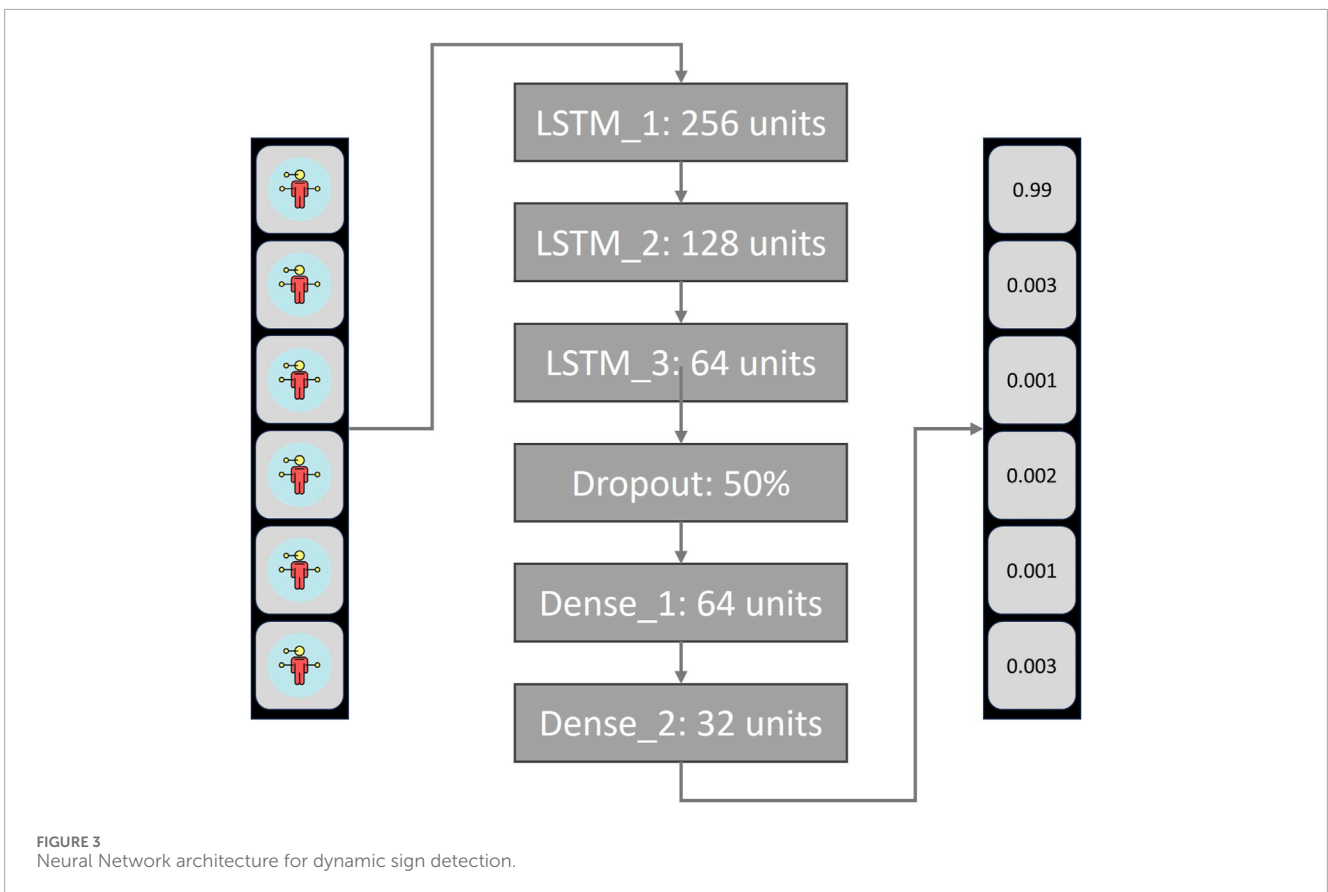 LSTM_1: 256 units
LSTM_2: 128 units
LSTM_3: 64 units
Dropout: 50%
Dense_1: 64 units
Dense_2: 32 units
0.99
0.003
0.001
0.002
0.001
0.003
FIGURE 3
Neural Network architecture for dynamic sign detection.